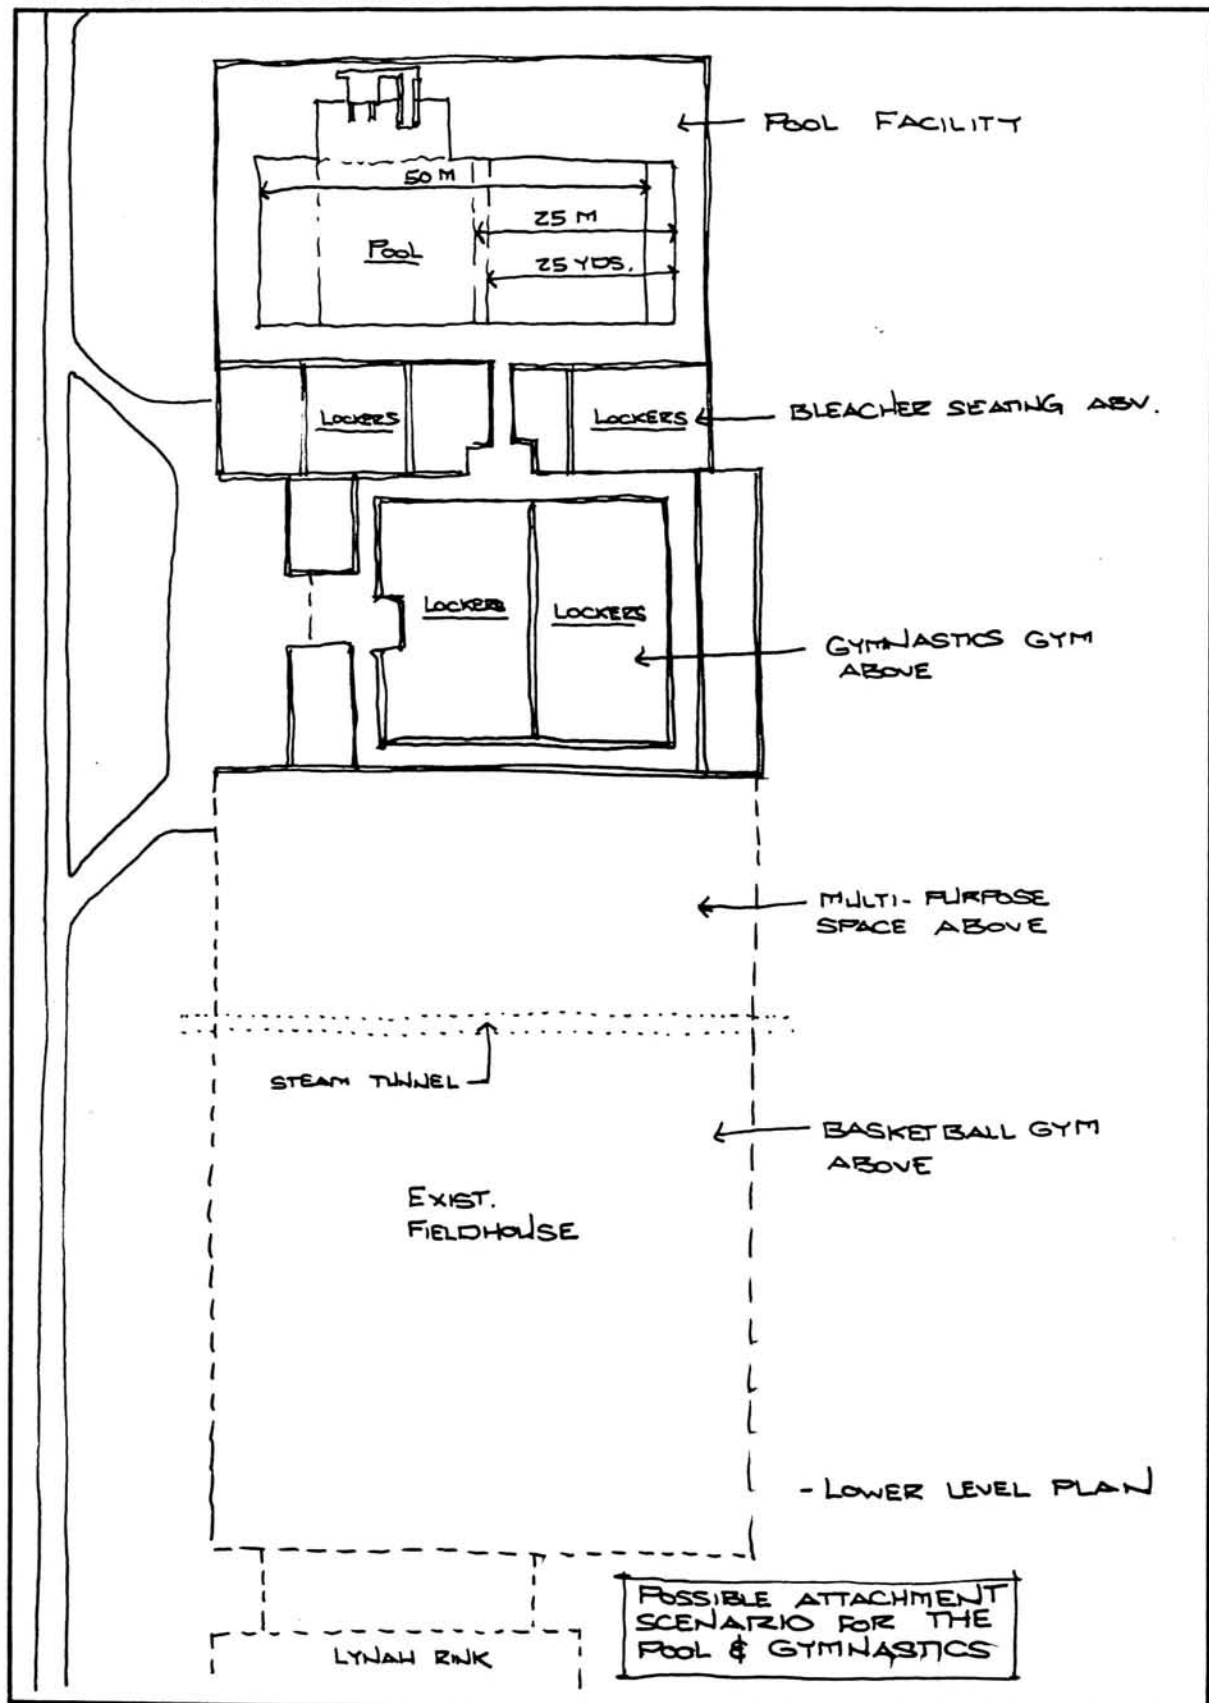 POOL FACILITY
50 M
25 M
POOL
25 YDS.
LOCKERS
LOCKERS
BLEACHER SEATING ABV.
LOCKERS
LOCKERS
GYMNASTICS GYM
ABOVE
MULTI-PURPOSE
SPACE ABOVE
STEAM TUNNEL
BASKETBALL GYM
ABOVE
EXIST.
FIELDHOUSE
- LOWER LEVEL PLAN
POSSIBLE ATTACHMENT
SCENARIO FOR THE
POOL & GYMNASTICS
LYNAH RINK